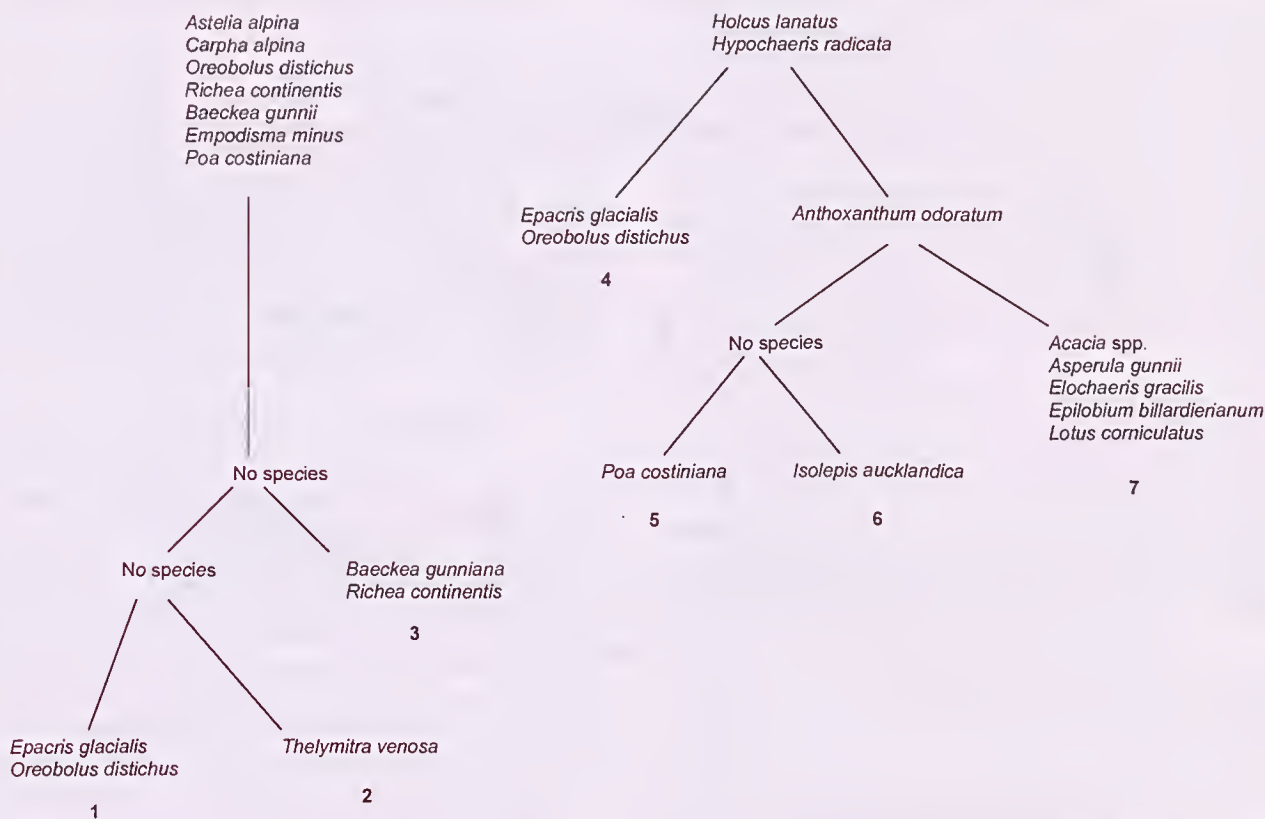 Astelia alpina
Carpha alpina
Oreobolus distichus
Richea continentis
Baeckea gunnii
Empodisma minus
Poa costiniana
No species
No species
Baeckea gunniana
Richea continentis
3
Epacris glacialis
Oreobolus distichus
1
Thelymitra venosa
2
Holcus lanatus
Hypochaeris radicata
Epacris glacialis
Oreobolus distichus
4
Anthoxanthum odoratum
No species
Poa costiniana
5
Isolepis aucklandica
6
Acacia spp.
Asperula gunnii
Elochaeris gracilis
Epilobium billardierianum
Lotus corniculatus
7